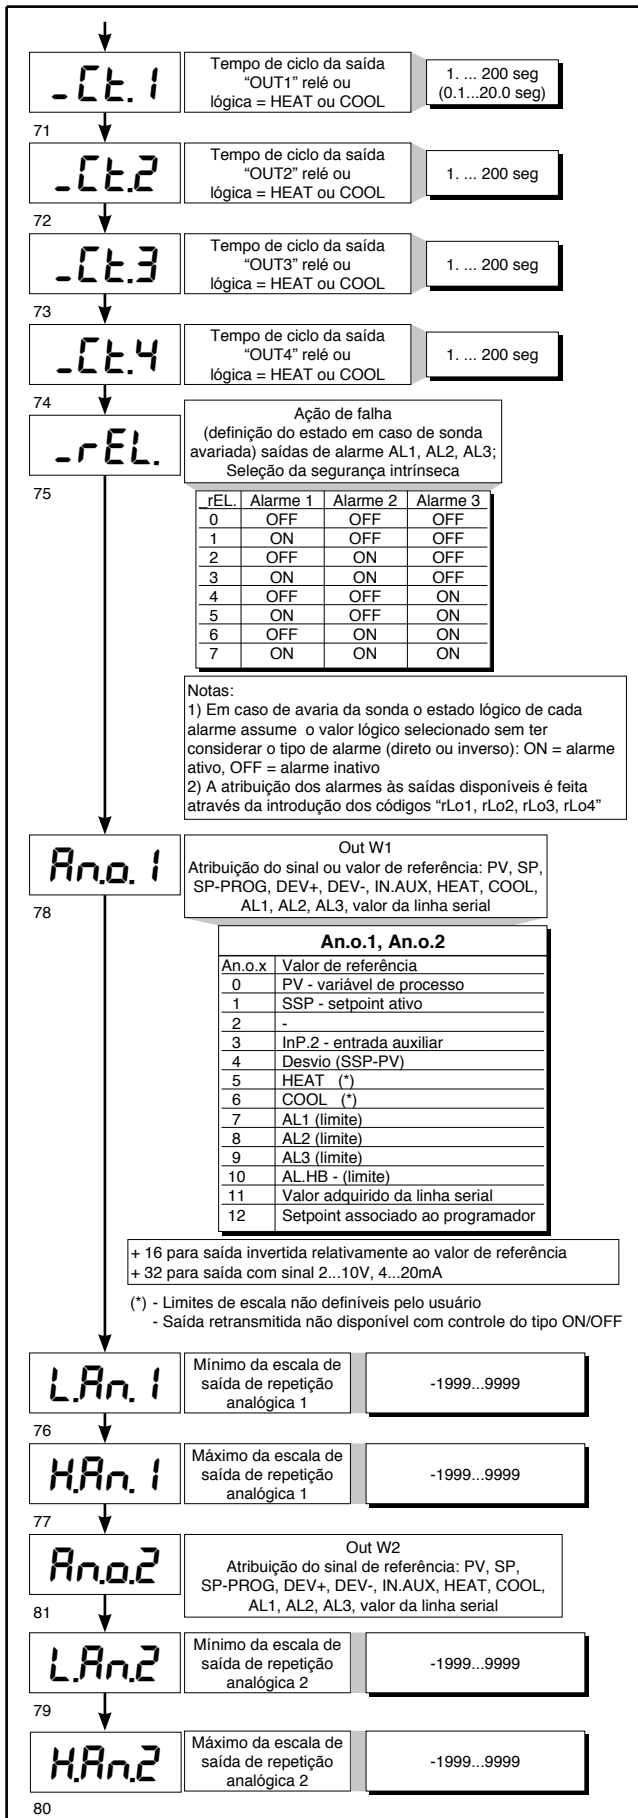 _Ct.1
Tempo de ciclo da saída
“OUT1” relé ou
lógica = HEAT ou COOL
1. ... 200 seg
(0.1...20.0 seg)
71
_Ct.2
Tempo de ciclo da saída
“OUT2” relé ou
lógica = HEAT ou COOL
1. ... 200 seg
72
_Ct.3
Tempo de ciclo da saída
“OUT3” relé ou
lógica = HEAT ou COOL
1. ... 200 seg
73
_Ct.4
Tempo de ciclo da saída
“OUT4” relé ou
lógica = HEAT ou COOL
1. ... 200 seg
74
_rEL.
Ação de falha
(definição do estado em caso de sonda
avariada) saídas de alarme AL1, AL2, AL3;
Seleção da segurança intrínseca
75
_rEL. Alarme 1 Alarme 2 Alarme 3
0 OFF OFF OFF
1 ON OFF OFF
2 OFF ON OFF
3 ON ON OFF
4 OFF OFF ON
5 ON OFF ON
6 OFF ON ON
7 ON ON ON
Notas:
1) Em caso de avaria da sonda o estado lógico de cada
alarme assume o valor lógico selecionado sem ter
considerar o tipo de alarme (direto ou inverso): ON = alarme
ativo, OFF = alarme inativo
2) A atribuição dos alarmes às saídas disponíveis é feita
através da introdução dos códigos “rLo1, rLo2, rLo3, rLo4”
An.o.1
Out W1
Atribuição do sinal ou valor de referência: PV, SP,
SP-PROG, DEV+, DEV-, IN.AUX, HEAT, COOL,
AL1, AL2, AL3, valor da linha serial
78
An.o.1, An.o.2
An.o.x Valor de referência
0 PV - variável de processo
1 SSP - setpoint ativo
2 -
3 InP.2 - entrada auxiliar
4 Desvio (SSP-PV)
5 HEAT (*)
6 COOL (*)
7 AL1 (limite)
8 AL2 (limite)
9 AL3 (limite)
10 AL.HB - (limite)
11 Valor adquirido da linha serial
12 Setpoint associado ao programador
+ 16 para saída invertida relativamente ao valor de referência
+ 32 para saída com sinal 2...10V, 4...20mA
(*) - Limites de escala não definíveis pelo usuário
- Saída retransmitida não disponível com controle do tipo ON/OFF
L.An.1
Mínimo da escala de
saída de repetição
analógica 1
-1999...9999
76
H.An.1
Máximo da escala de
saída de repetição
analógica 1
-1999...9999
77
An.o.2
Out W2
Atribuição do sinal de referência: PV, SP,
SP-PROG, DEV+, DEV-, IN.AUX, HEAT, COOL,
AL1, AL2, AL3, valor da linha serial
81
L.An.2
Mínimo da escala de
saída de repetição
analógica 2
-1999...9999
79
H.An.2
Máximo da escala de
saída de repetição
analógica 2
-1999...9999
80